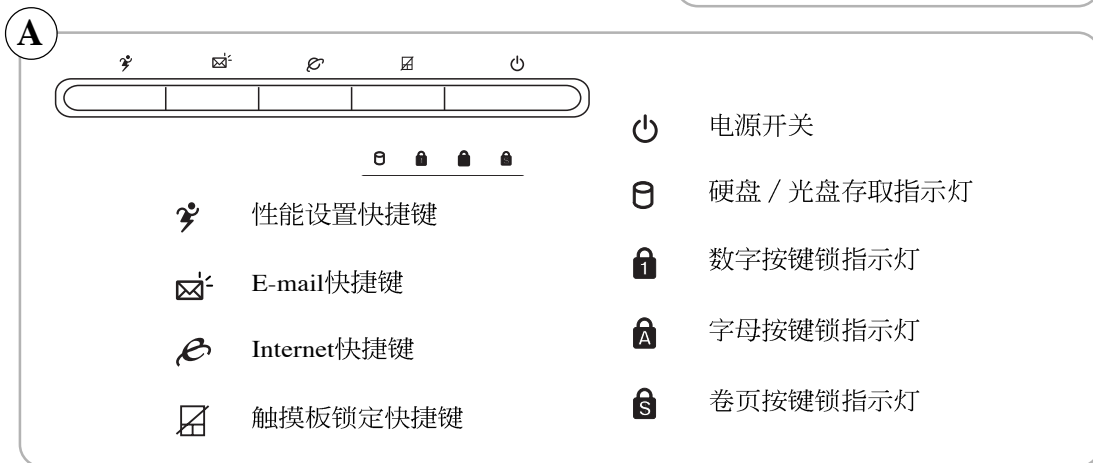 A
性能设置快捷键
E-mail快捷键
Internet快捷键
触摸板锁定快捷键
电源开关
硬盘 / 光盘存取指示灯
1 数字按键锁指示灯
A 字母按键锁指示灯
S 卷页按键锁指示灯